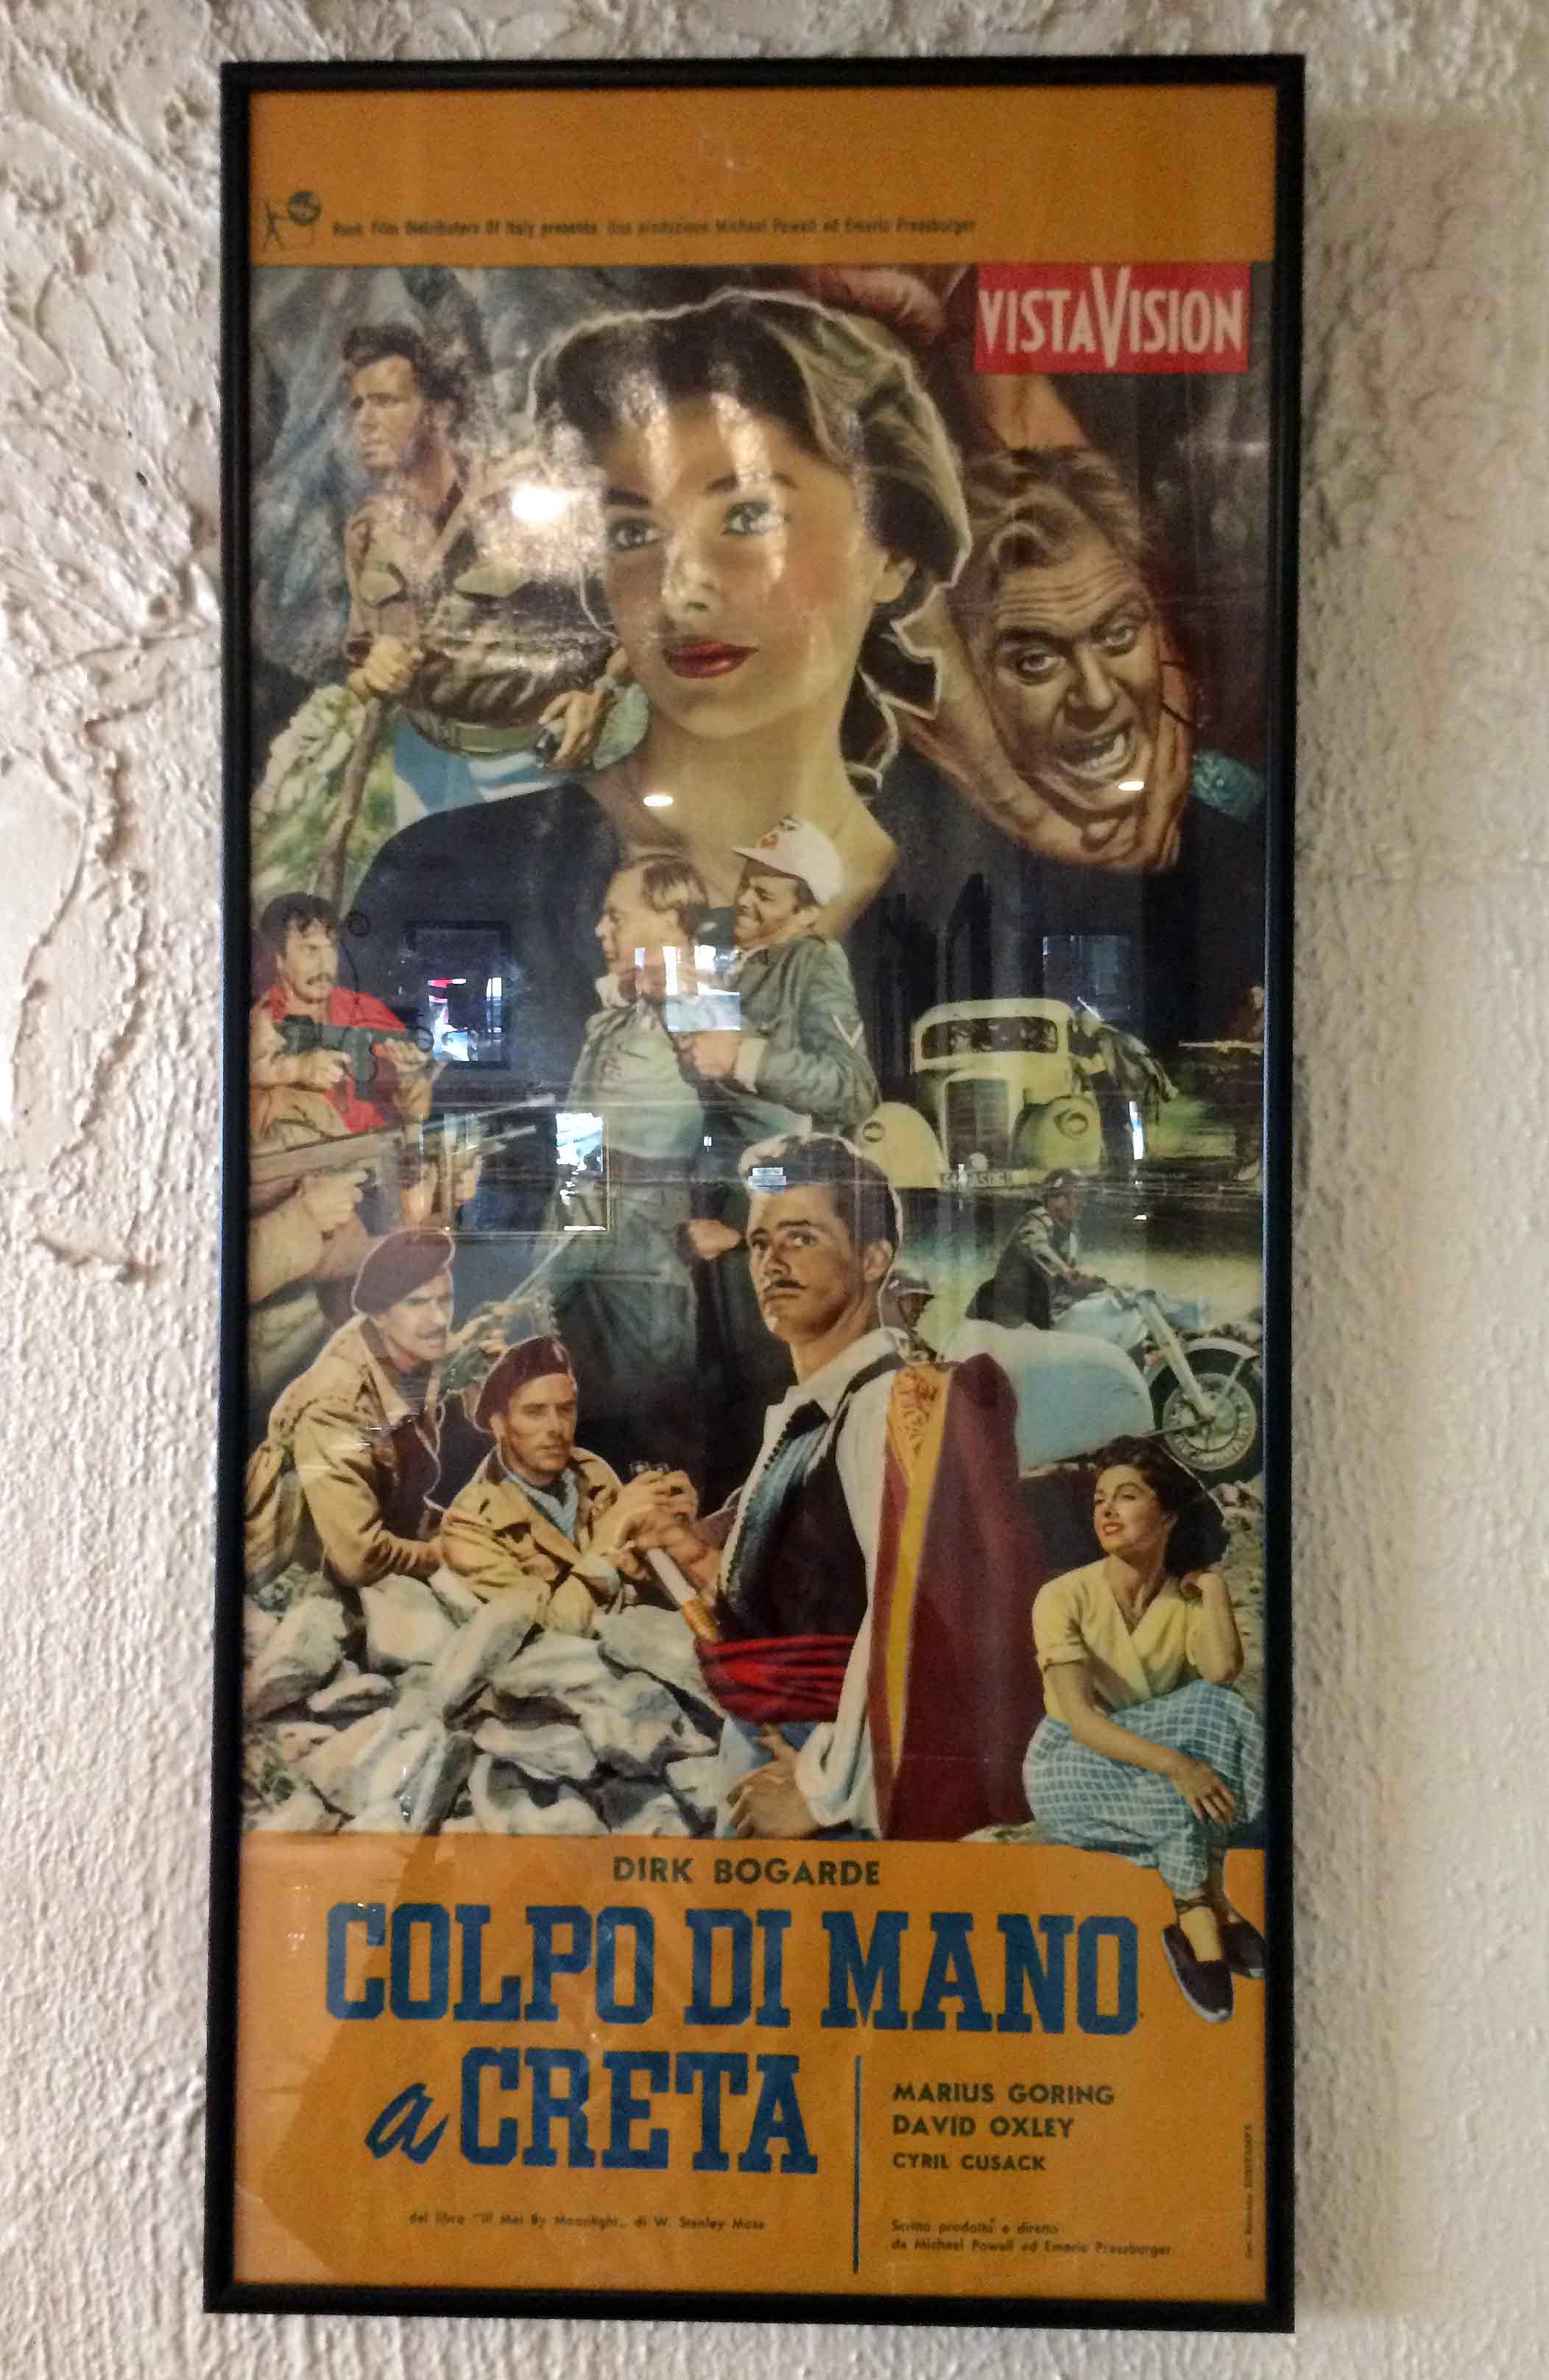 Rank Film Distributors Of Italy presenta Una produzione Michael Powell ed Emeric Pressburger
VISTAVISION
DIRK BOGARDE
COLPO DI MANO
a CRETA
MARIUS GORING
DAVID OXLEY
CYRIL CUSACK
del libro "Ill Met By Moonlight„ di W. Stanley Moss
Scritto prodotto e diretto
da Michael Powell ed Emeric Pressburger